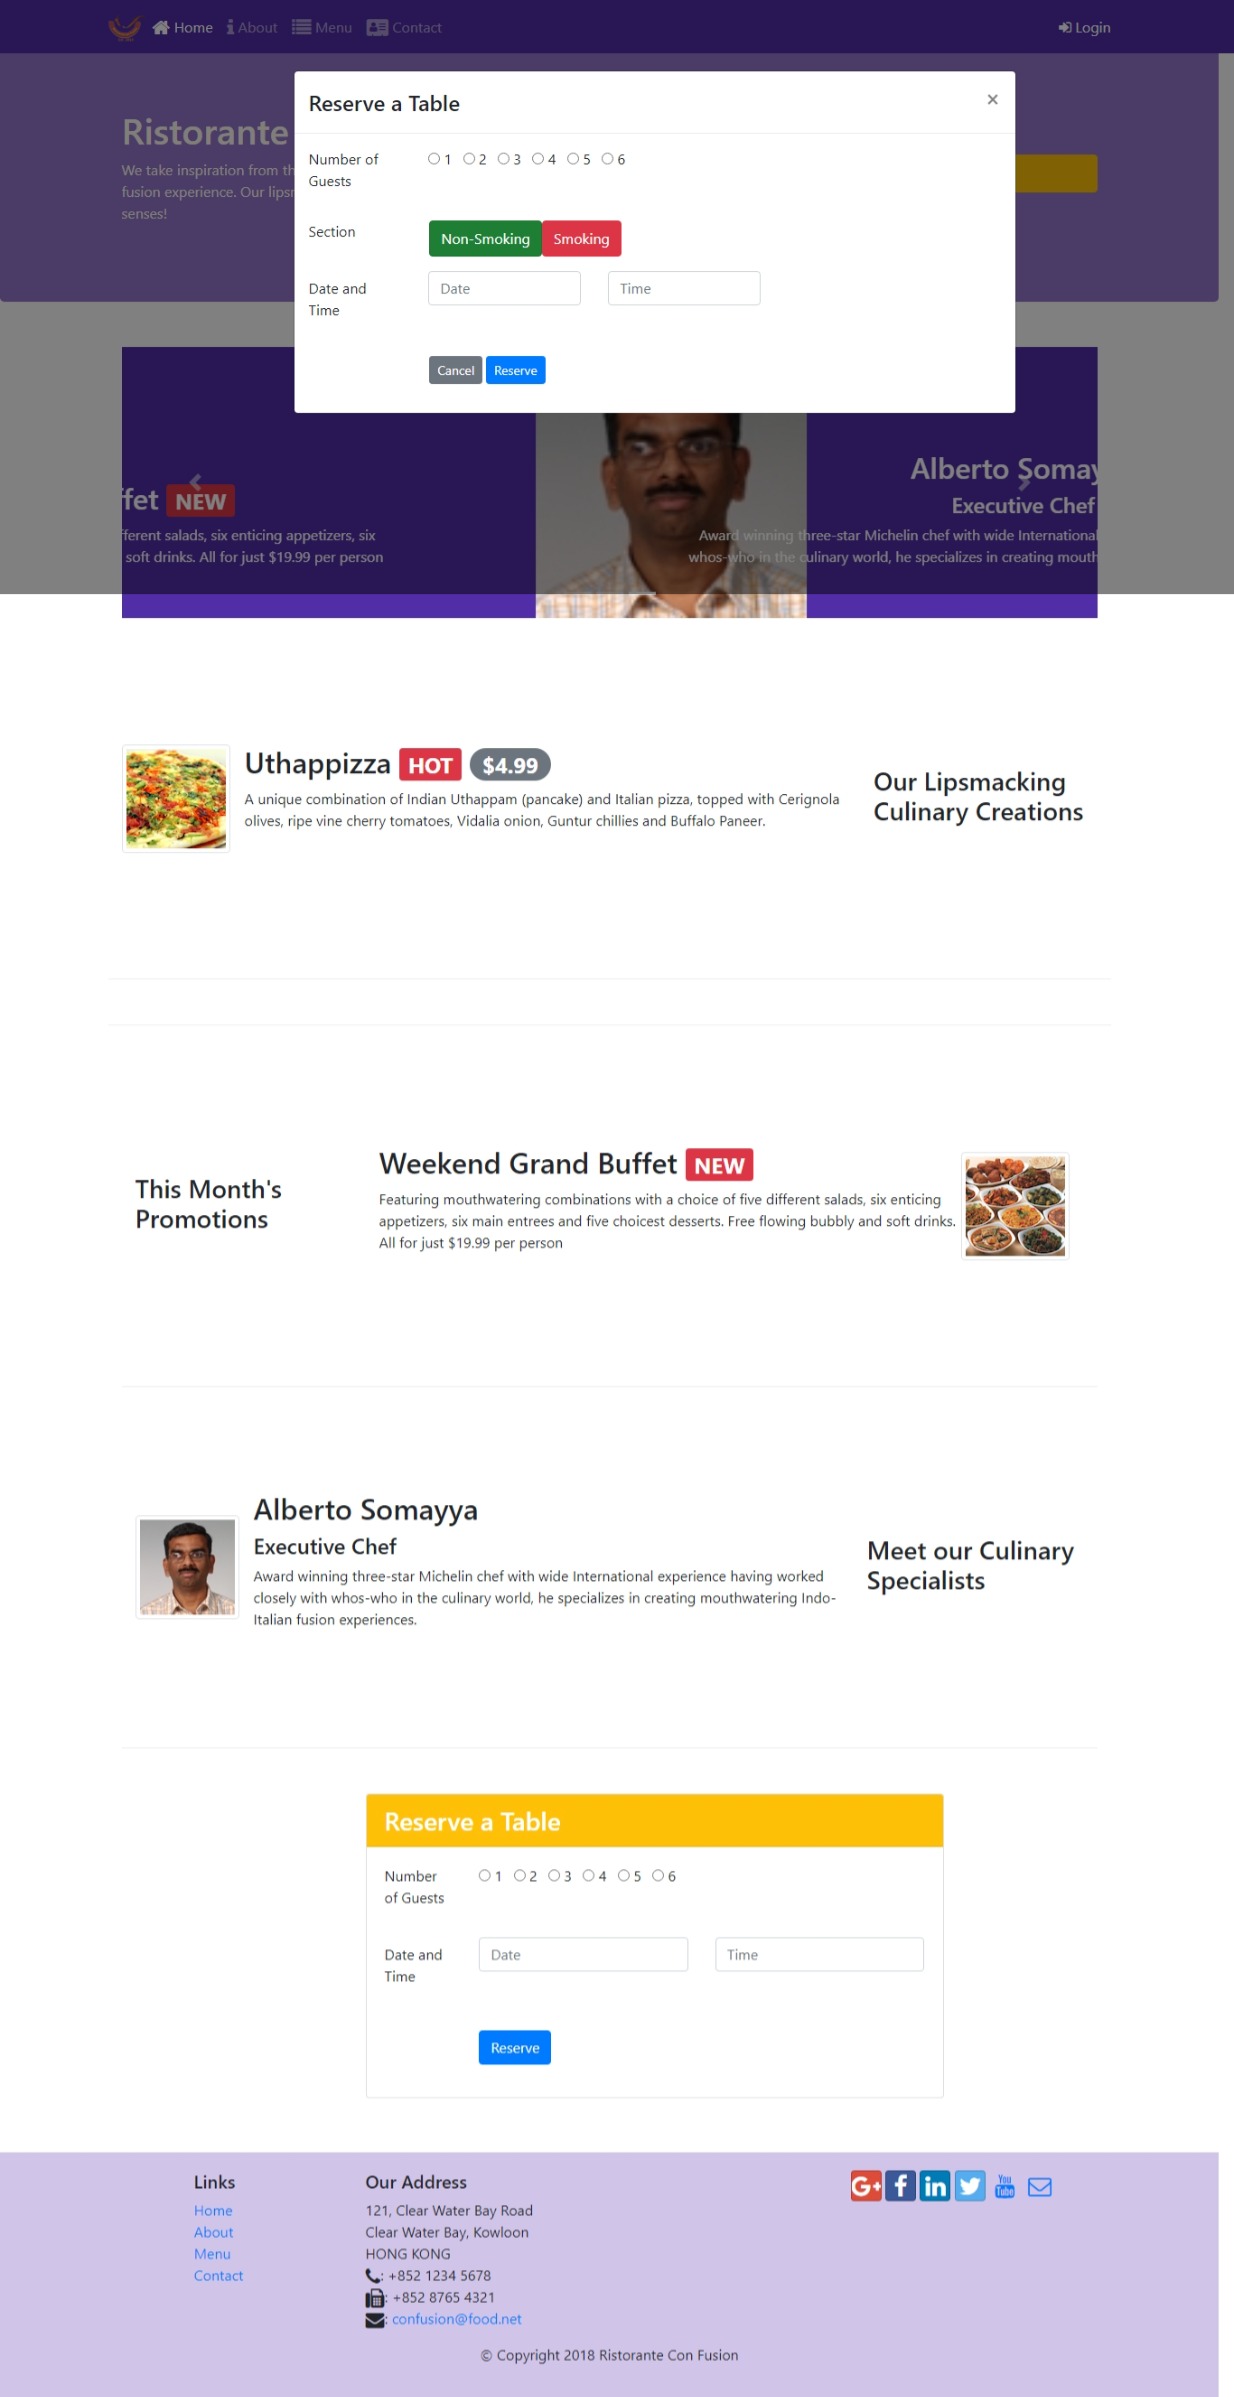 Home About Menu Contact Login
Reserve a Table ×
Ristorante
We take inspiration from th
fusion experience. Our lipsm
senses!
Number of Guests
1 2 3 4 5 6
Section
Non-Smoking Smoking
Date and Time
Date Time
Cancel Reserve
ffet NEW
fferent salads, six enticing appetizers, six
soft drinks. All for just $19.99 per person
Alberto Somay
Executive Chef
Award winning three-star Michelin chef with wide International
whos-who in the culinary world, he specializes in creating mouth
Uthappizza HOT $4.99
A unique combination of Indian Uthappam (pancake) and Italian pizza, topped with Cerignola
olives, ripe vine cherry tomatoes, Vidalia onion, Guntur chillies and Buffalo Paneer.
Our Lipsmacking
Culinary Creations
This Month's
Promotions
Weekend Grand Buffet NEW
Featuring mouthwatering combinations with a choice of five different salads, six enticing
appetizers, six main entrees and five choicest desserts. Free flowing bubbly and soft drinks.
All for just $19.99 per person
Alberto Somayya
Executive Chef
Award winning three-star Michelin chef with wide International experience having worked
closely with whos-who in the culinary world, he specializes in creating mouthwatering Indo-
Italian fusion experiences.
Meet our Culinary
Specialists
Reserve a Table
Number
of Guests
1 2 3 4 5 6
Date and
Time
Date Time
Reserve
Links
Home
About
Menu
Contact
Our Address
121, Clear Water Bay Road
Clear Water Bay, Kowloon
HONG KONG
: +852 1234 5678
: +852 8765 4321
: confusion@food.net
G+ f in You Tube
© Copyright 2018 Ristorante Con Fusion